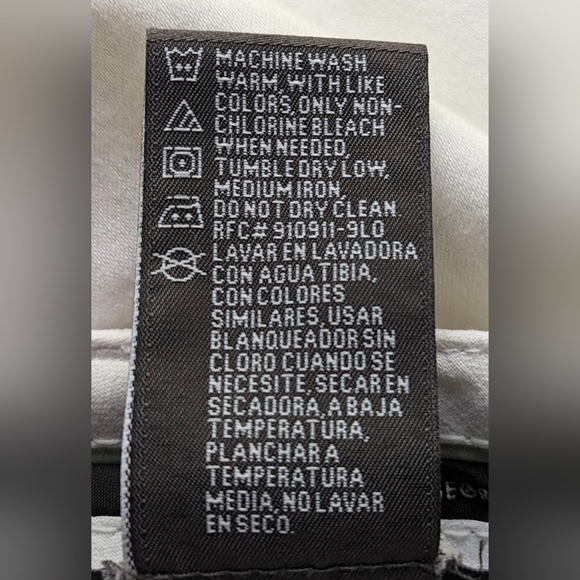 MACHINE WASH
WARM, WITH LIKE
COLORS, ONLY NON-
CHLORINE BLEACH
WHEN NEEDED,
TUMBLE DRY LOW,
MEDIUM IRON,
DO NOT DRY CLEAN.
RFC# 910911-9L0
LAVAR EN LAVADORA
CON AGUA TIBIA,
CON COLORES
SIMILARES, USAR
BLANQUEADOR SIN
CLORO CUANDO SE
NECESITE, SECAR EN
SECADORA, A BAJA
TEMPERATURA,
PLANCHAR A
TEMPERATURA
MEDIA, NO LAVAR
EN SECO.